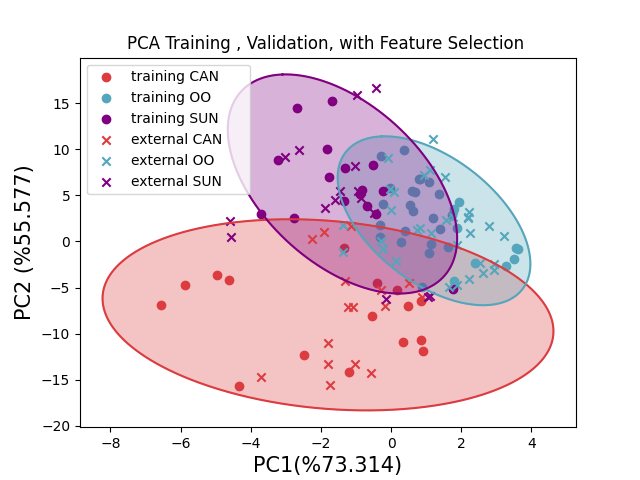 PCA Training , Validation, with Feature Selection
training CAN
training OO
training SUN
external CAN
external OO
external SUN
PC2 (%55.577)
15
10
5
0
−5
−10
−15
−20
−8
−6
−4
−2
0
2
4
PC1(%73.314)